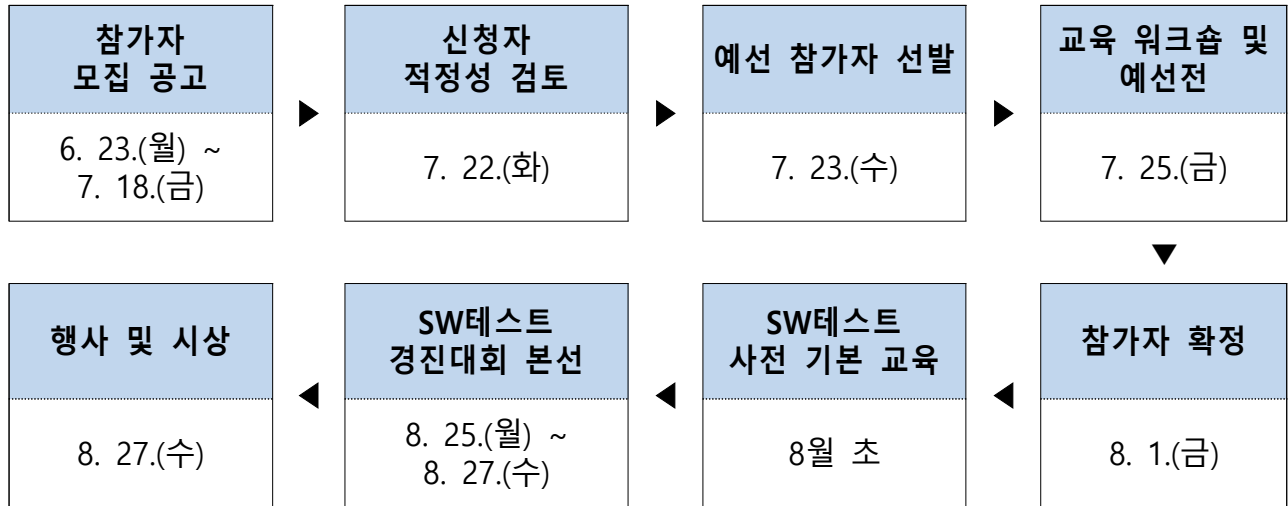 참가자
모집 공고
6. 23.(월) ~
7. 18.(금)
▶
신청자
적정성 검토
7. 22.(화)
▶
예선 참가자 선발
7. 23.(수)
▶
교육 워크숍 및
예선전
7. 25.(금)
▼
참가자 확정
8. 1.(금)
◀
SW테스트
사전 기본 교육
8월 초
◀
SW테스트
경진대회 본선
8. 25.(월) ~
8. 27.(수)
◀
행사 및 시상
8. 27.(수)